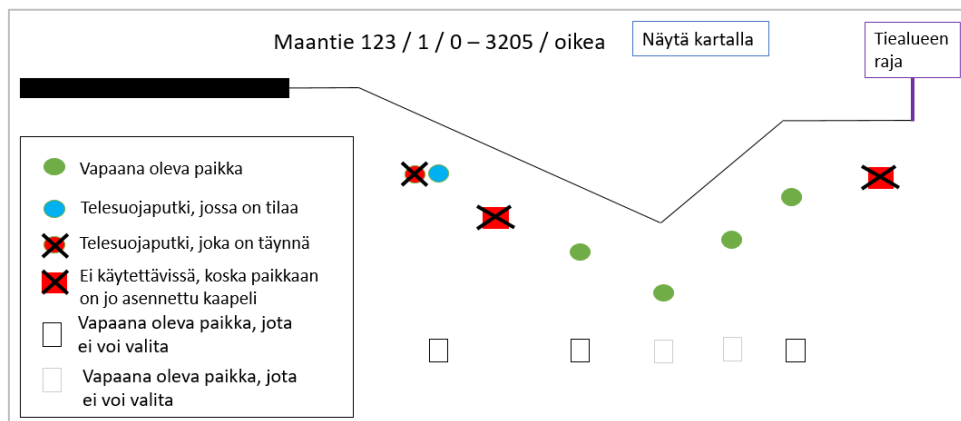 Maantie 123 / 1 / 0 – 3205 / oikea
Näytä kartalla
Tiealueen
raja
Vapaana oleva paikka
Telesuojaputki, jossa on tilaa
Telesuojaputki, joka on täynnä
Ei käytettävissä, koska paikkaan
on jo asennettu kaapeli
Vapaana oleva paikka, jota
ei voi valita
Vapaana oleva paikka, jota
ei voi valita